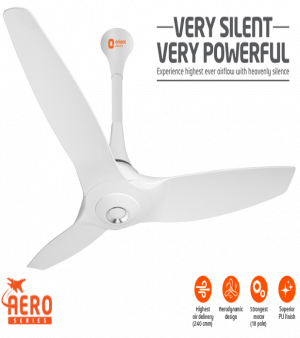 VERY SILENT
VERY POWERFUL
Experience highest ever airflow with heavenly silence
orient
AERO
SERIES
Highest
air delivery
(240 cmm)
Aerodynamic
design
Strongest
motor
(18 pole)
Superior
PU finish